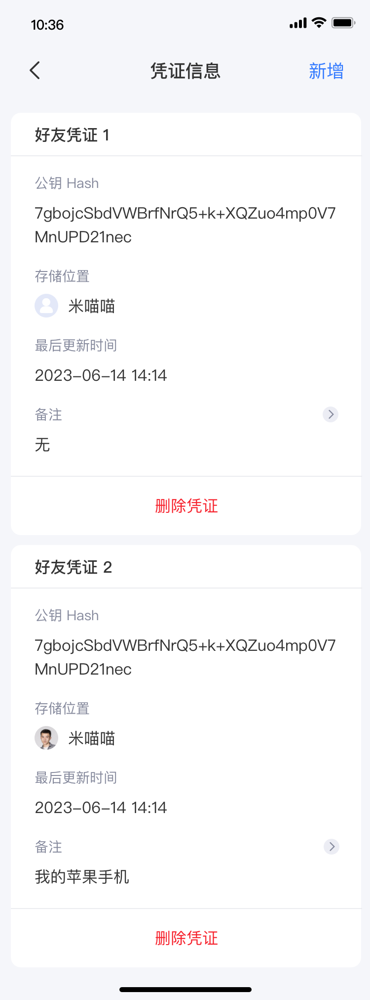 10:36
凭证信息
新增
好友凭证 1
公钥 Hash
7gbojcSbdVWBrfNrQ5+k+XQZuo4mp0V7
MnUPD21nec
存储位置
米喵喵
最后更新时间
2023-06-14 14:14
备注
无
删除凭证
好友凭证 2
公钥 Hash
7gbojcSbdVWBrfNrQ5+k+XQZuo4mp0V7
MnUPD21nec
存储位置
米喵喵
最后更新时间
2023-06-14 14:14
备注
我的苹果手机
删除凭证